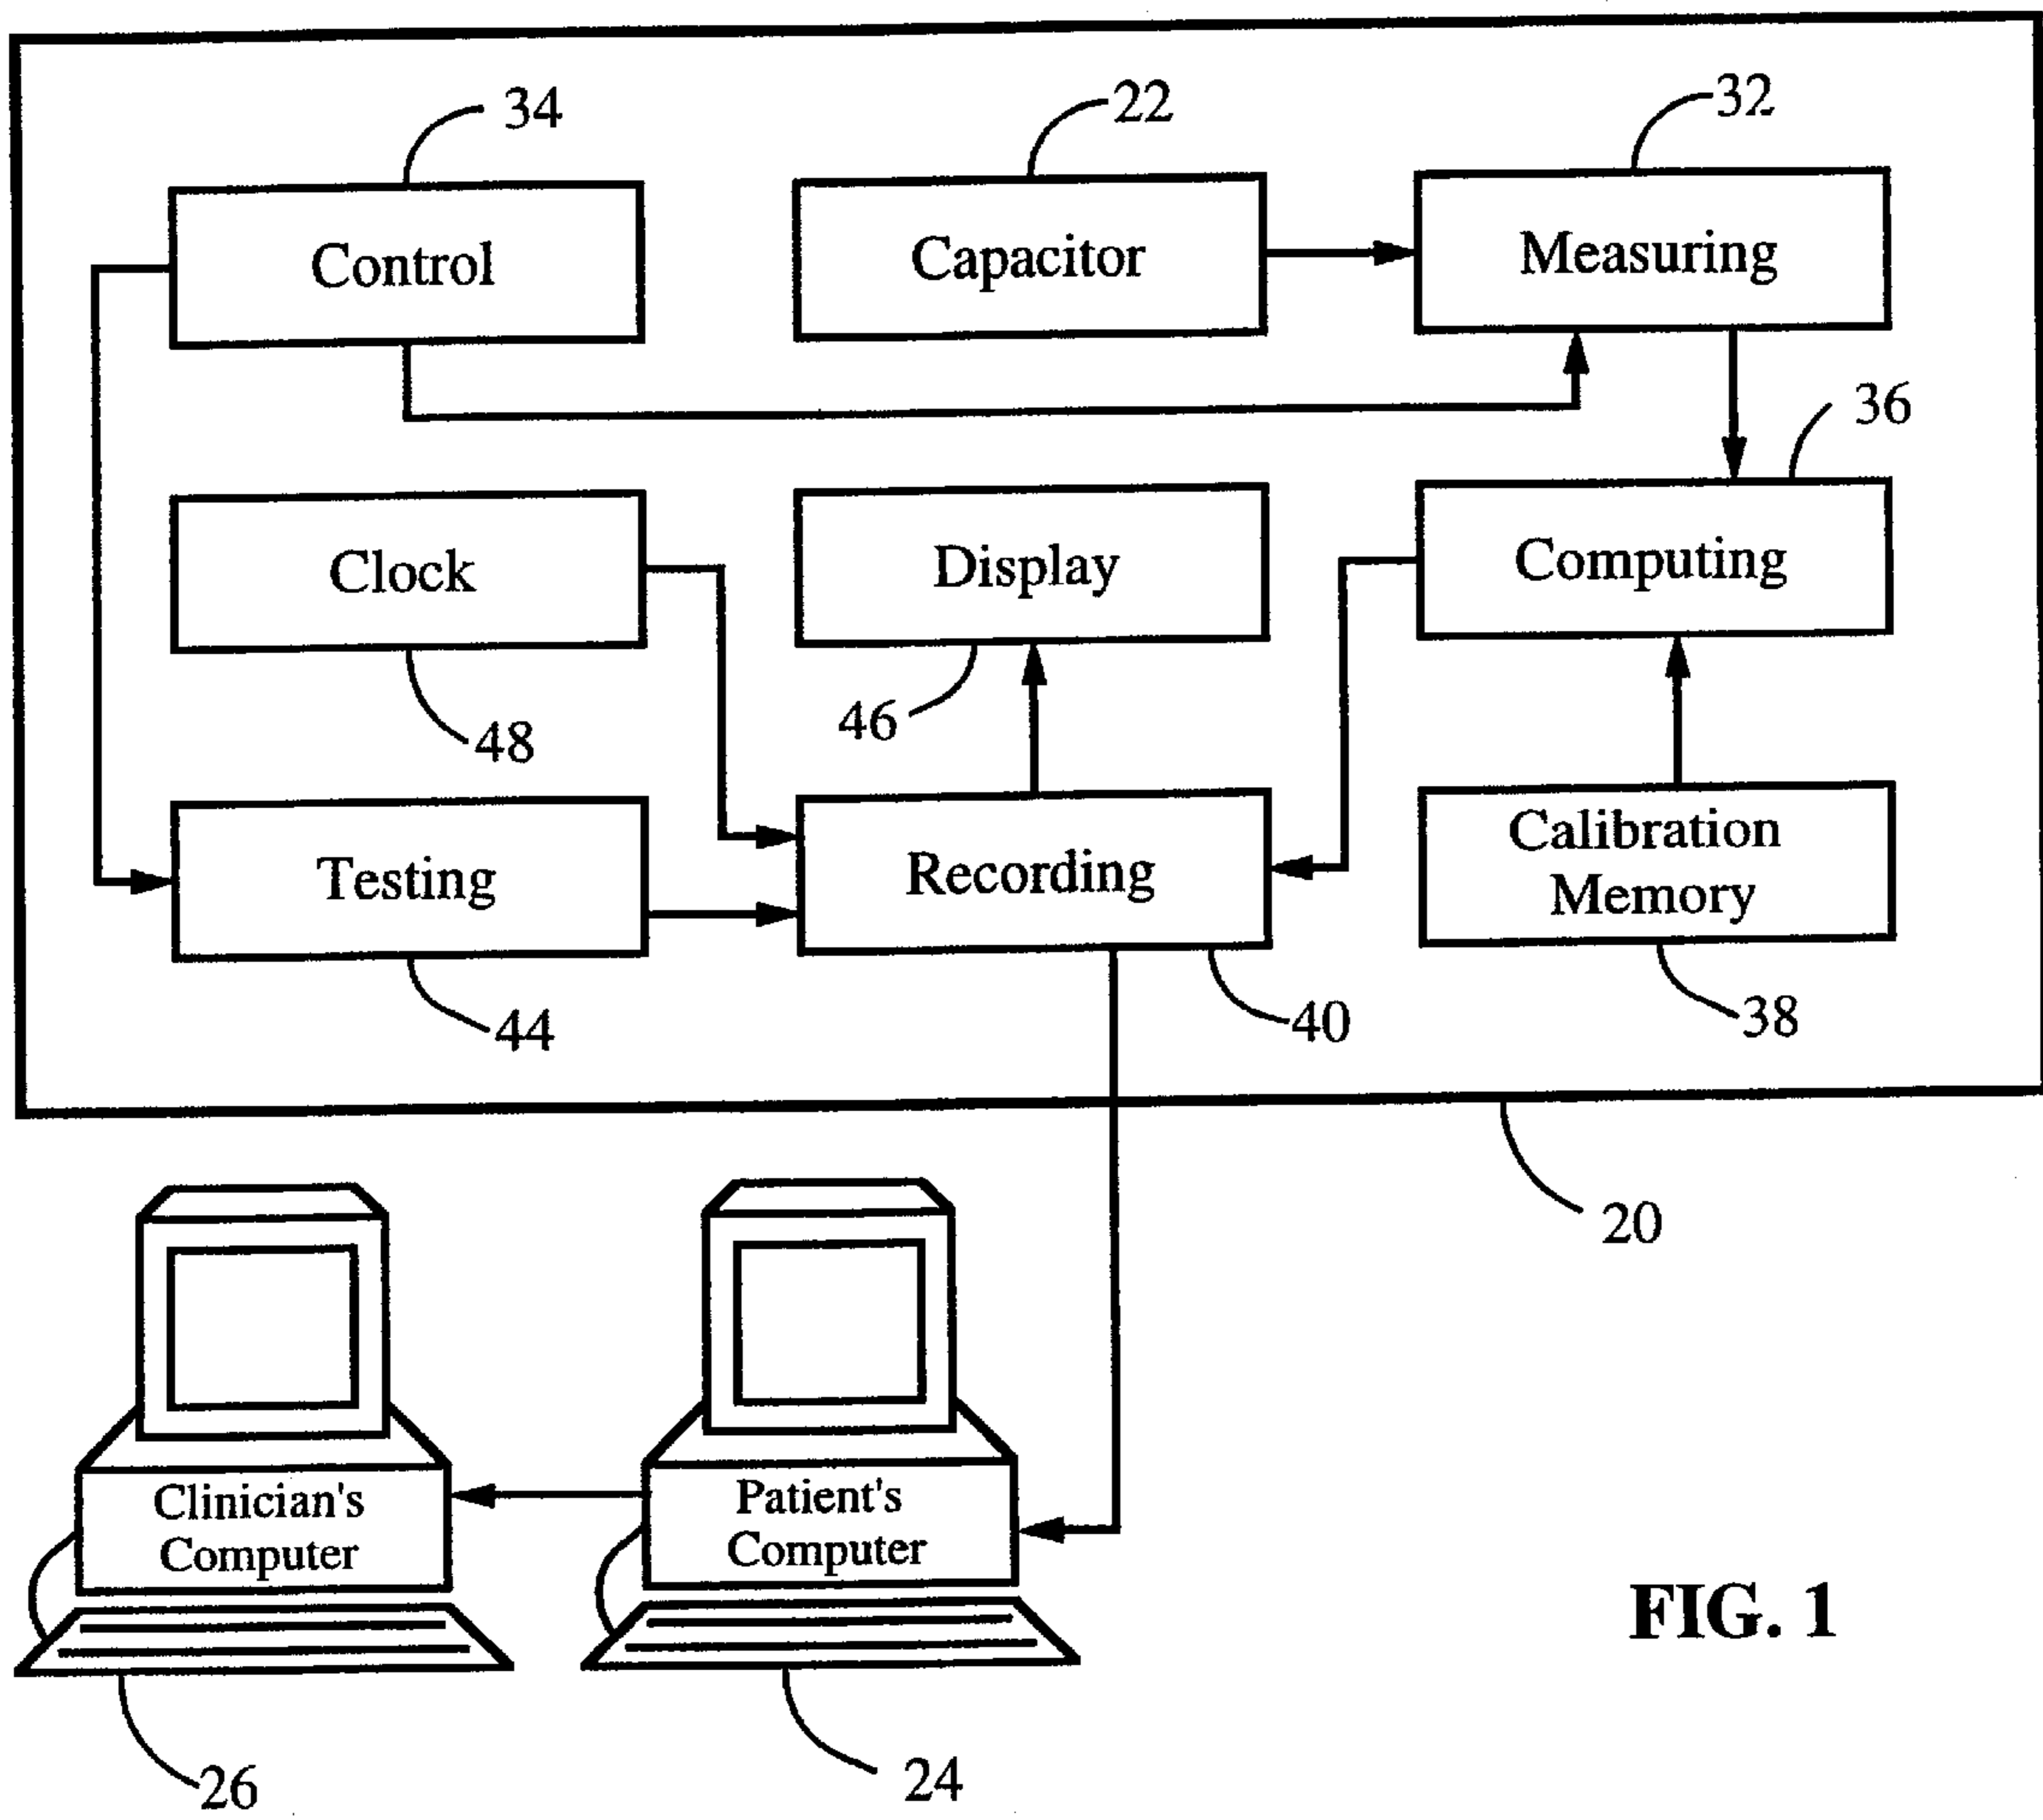 34
22
32
Control
Capacitor
Measuring
36
Clock
Display
Computing
48
46
Testing
Recording
Calibration
Memory
44
40
38
20
Clinician's
Computer
Patient's
Computer
FIG. 1
26
24